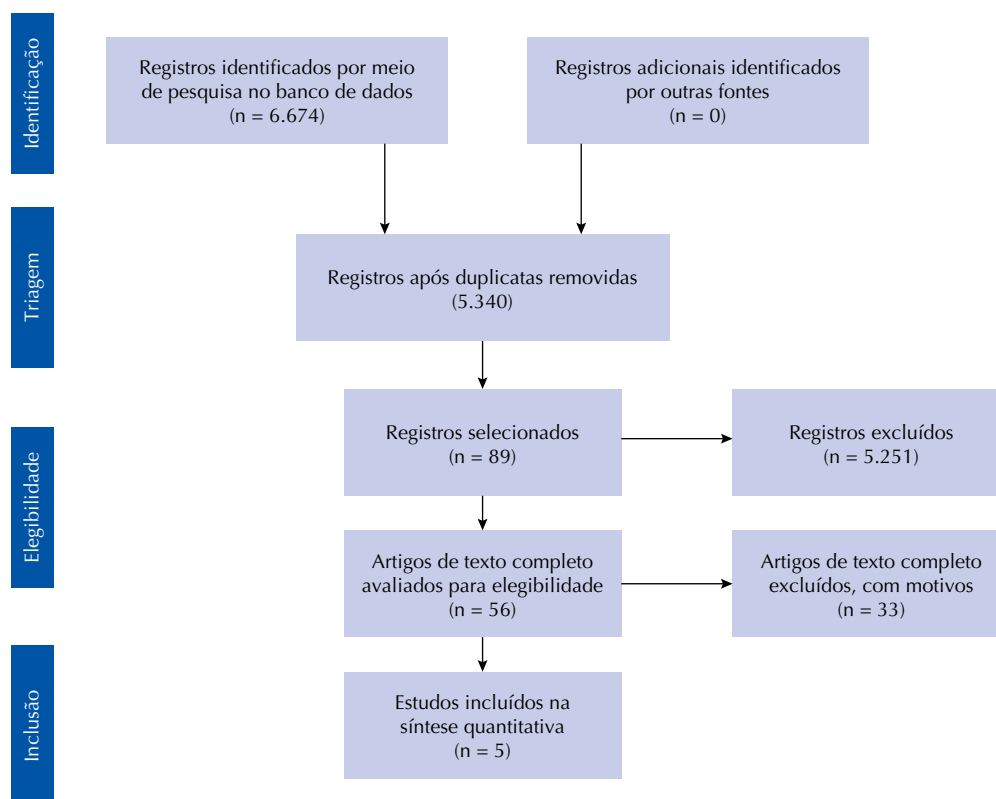 Identificação
Registros identificados por meio
de pesquisa no banco de dados
(n = 6.674)
Registros adicionais identificados
por outras fontes
(n = 0)
Triagem
Registros após duplicatas removidas
(5.340)
Elegibilidade
Registros selecionados
(n = 89)
Registros excluídos
(n = 5.251)
Artigos de texto completo
avaliados para elegibilidade
(n = 56)
Artigos de texto completo
excluídos, com motivos
(n = 33)
Inclusão
Estudos incluídos na
síntese quantitativa
(n = 5)